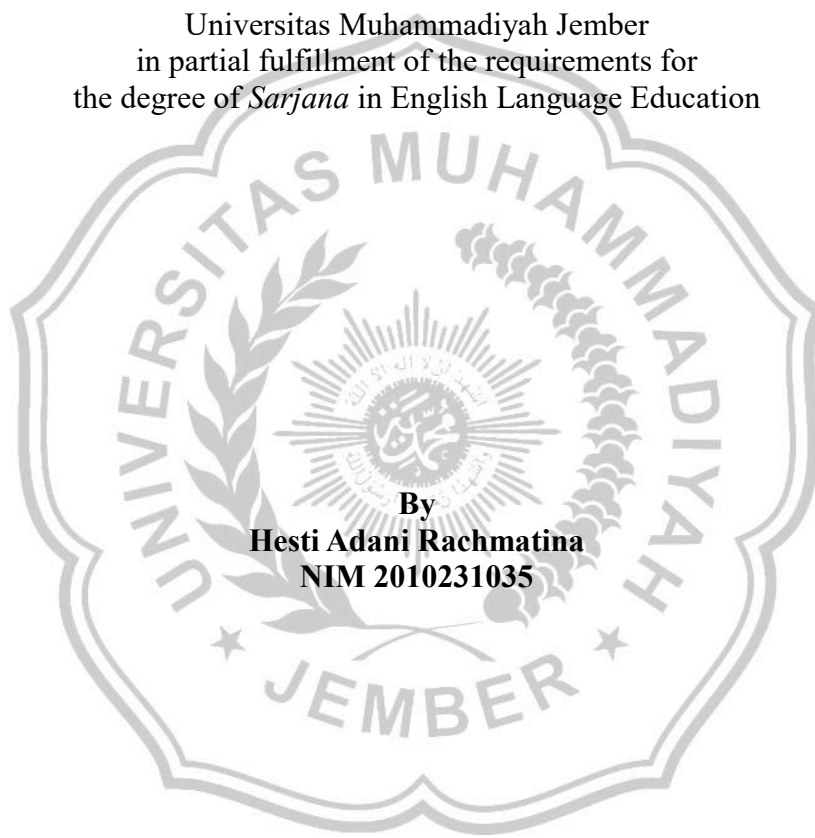 Universitas Muhammadiyah Jember
in partial fulfillment of the requirements for
the degree of Sarjana in English Language Education
UNIVERSITAS MUHAMMADIYAH
JEMBER
محمد
By
Hesti Adani Rachmatina
NIM 2010231035